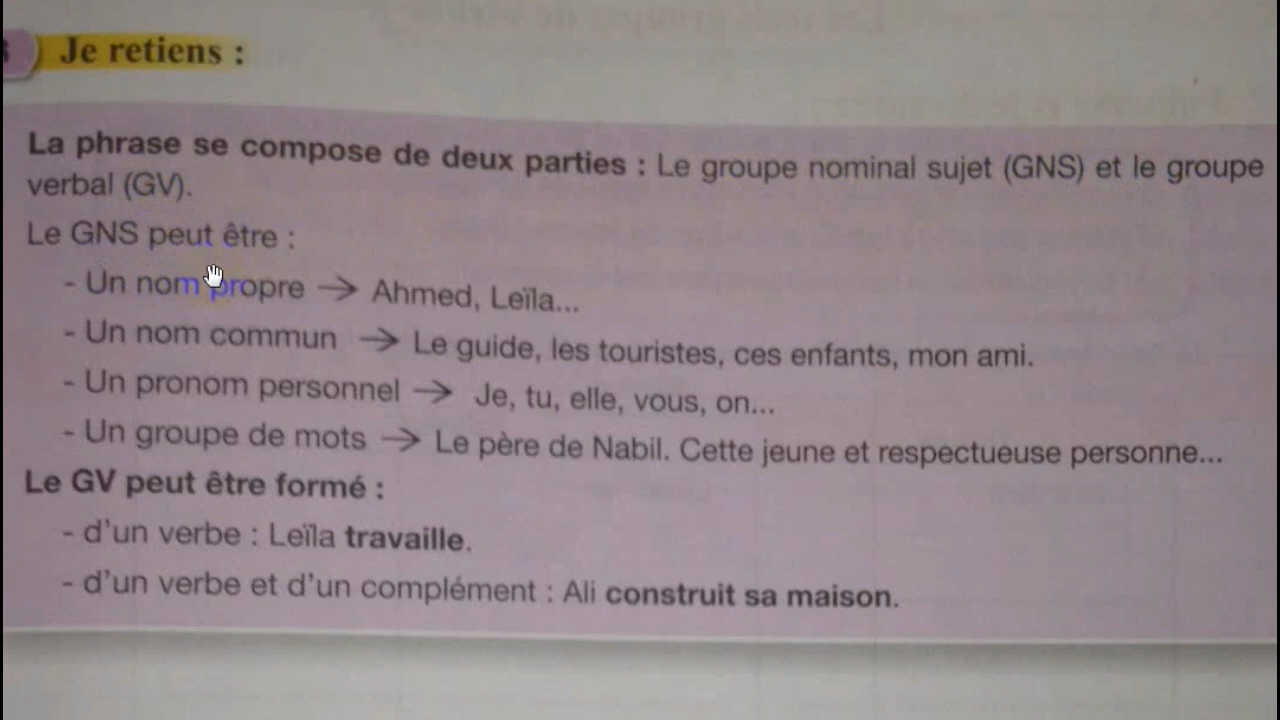 Je retiens :
La phrase se compose de deux parties : Le groupe nominal sujet (GNS) et le groupe
verbal (GV).
Le GNS peut être :
- Un nom propre → Ahmed, Leïla...
- Un nom commun → Le guide, les touristes, ces enfants, mon ami.
- Un pronom personnel → Je, tu, elle, vous, on...
- Un groupe de mots → Le père de Nabil. Cette jeune et respectueuse personne...
Le GV peut être formé :
- d'un verbe : Leïla travaille.
- d'un verbe et d'un complément : Ali construit sa maison.